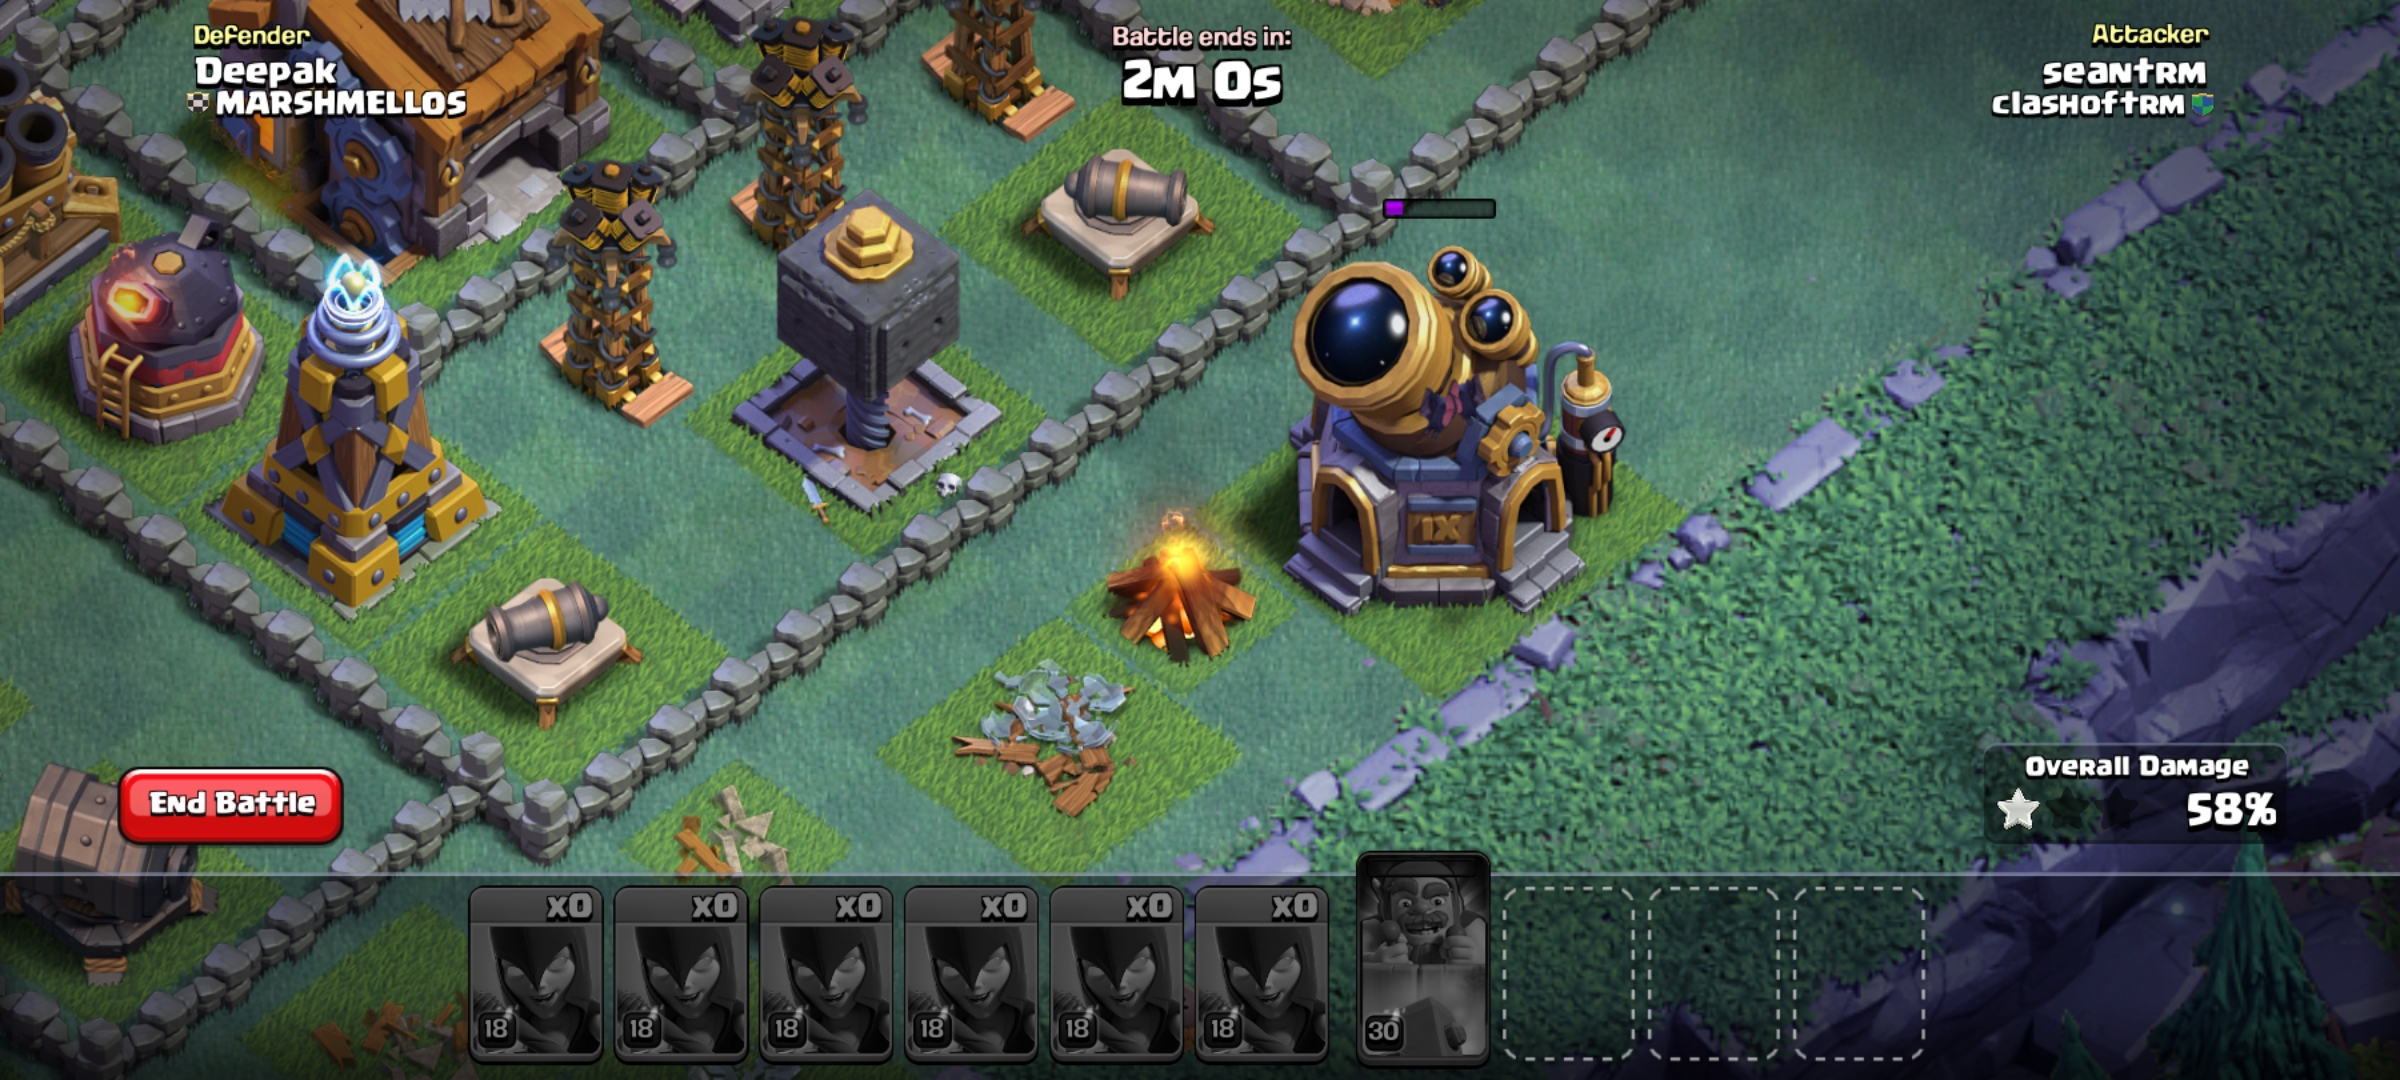 Defender
Deepak
MARSHMELLOS
Battle ends in:
2M 0s
Attacker
seantrm
clashoftrm
IX
End Battle
Overall Damage
58%
x0
x0
x0
x0
x0
x0
18
18
18
18
18
18
30